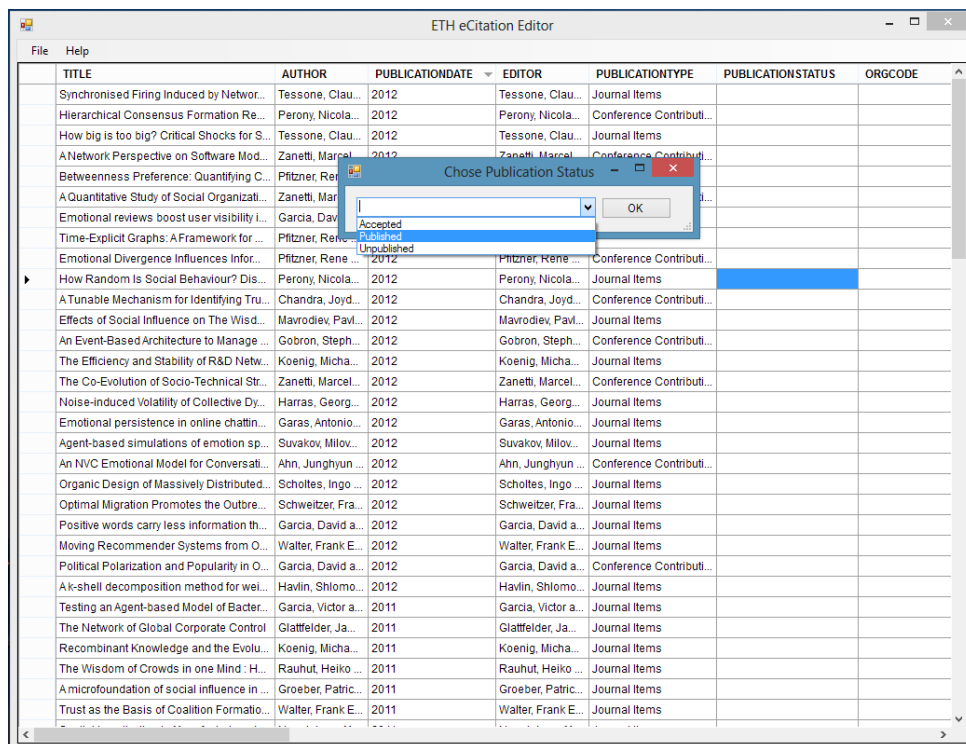 ETH eCitation Editor
File Help
TITLE AUTHOR PUBLICATIONDATE EDITOR PUBLICATIONTYPE PUBLICATIONSTATUS ORGCODE
Synchronised Firing Induced by Networ... Tessone, Clau... 2012 Tessone, Clau... Journal Items
Hierarchical Consensus Formation Re... Perony, Nicola... 2012 Perony, Nicola... Conference Contributi...
How big is too big? Critical Shocks for S... Tessone, Clau... 2012 Tessone, Clau... Journal Items
A Network Perspective on Software Mod... Zanetti, Marcel... 2012 Zanetti, Marcel... Conference Contributi...
Betweenness Preference: Quantifying C... Pfitzner, Ren
Chose Publication Status
A Quantitative Study of Social Organizati... Zanetti, Mar
OK
Emotional reviews boost user visibility i... Garcia, Dav
Accepted
Time-Explicit Graphs: A Framework for ... Pfitzner, Rene
Published
Unpublished
Emotional Divergence Influences Infor... Pfitzner, Rene ... 2012 Pfitzner, Rene ... Conference Contributi...
How Random Is Social Behaviour? Dis... Perony, Nicola... 2012 Perony, Nicola... Journal Items
A Tunable Mechanism for Identifying Tru... Chandra, Joyd... 2012 Chandra, Joyd... Conference Contributi...
Effects of Social Influence on The Wisd... Mavrodiev, Pavl... 2012 Mavrodiev, Pavl... Journal Items
An Event-Based Architecture to Manage ... Gobron, Steph... 2012 Gobron, Steph... Conference Contributi...
The Efficiency and Stability of R&D Netw... Koenig, Micha... 2012 Koenig, Micha... Journal Items
The Co-Evolution of Socio-Technical Str... Zanetti, Marcel... 2012 Zanetti, Marcel... Conference Contributi...
Noise-induced Volatility of Collective Dy... Harras, Georg... 2012 Harras, Georg... Journal Items
Emotional persistence in online chattin... Garas, Antonio... 2012 Garas, Antonio... Journal Items
Agent-based simulations of emotion sp... Suvakov, Milov... 2012 Suvakov, Milov... Journal Items
An NVC Emotional Model for Conversati... Ahn, Junghyun ... 2012 Ahn, Junghyun ... Conference Contributi...
Organic Design of Massively Distributed... Scholtes, Ingo ... 2012 Scholtes, Ingo ... Journal Items
Optimal Migration Promotes the Outbre... Schweitzer, Fra... 2012 Schweitzer, Fra... Journal Items
Positive words carry less information th... Garcia, David a... 2012 Garcia, David a... Journal Items
Moving Recommender Systems from O... Walter, Frank E... 2012 Walter, Frank E... Journal Items
Political Polarization and Popularity in O... Garcia, David a... 2012 Garcia, David a... Conference Contributi...
A k-shell decomposition method for wei... Havlin, Shlomo... 2012 Havlin, Shlomo... Journal Items
Testing an Agent-based Model of Bacter... Garcia, Victor a... 2011 Garcia, Victor a... Journal Items
The Network of Global Corporate Control Glattfelder, Ja... 2011 Glattfelder, Ja... Journal Items
Recombinant Knowledge and the Evolu... Koenig, Micha... 2011 Koenig, Micha... Journal Items
The Wisdom of Crowds in one Mind : H... Rauhut, Heiko ... 2011 Rauhut, Heiko ... Journal Items
A microfoundation of social influence in ... Groeber, Patric... 2011 Groeber, Patric... Journal Items
Trust as the Basis of Coalition Formatio... Walter, Frank E... 2011 Walter, Frank E... Journal Items